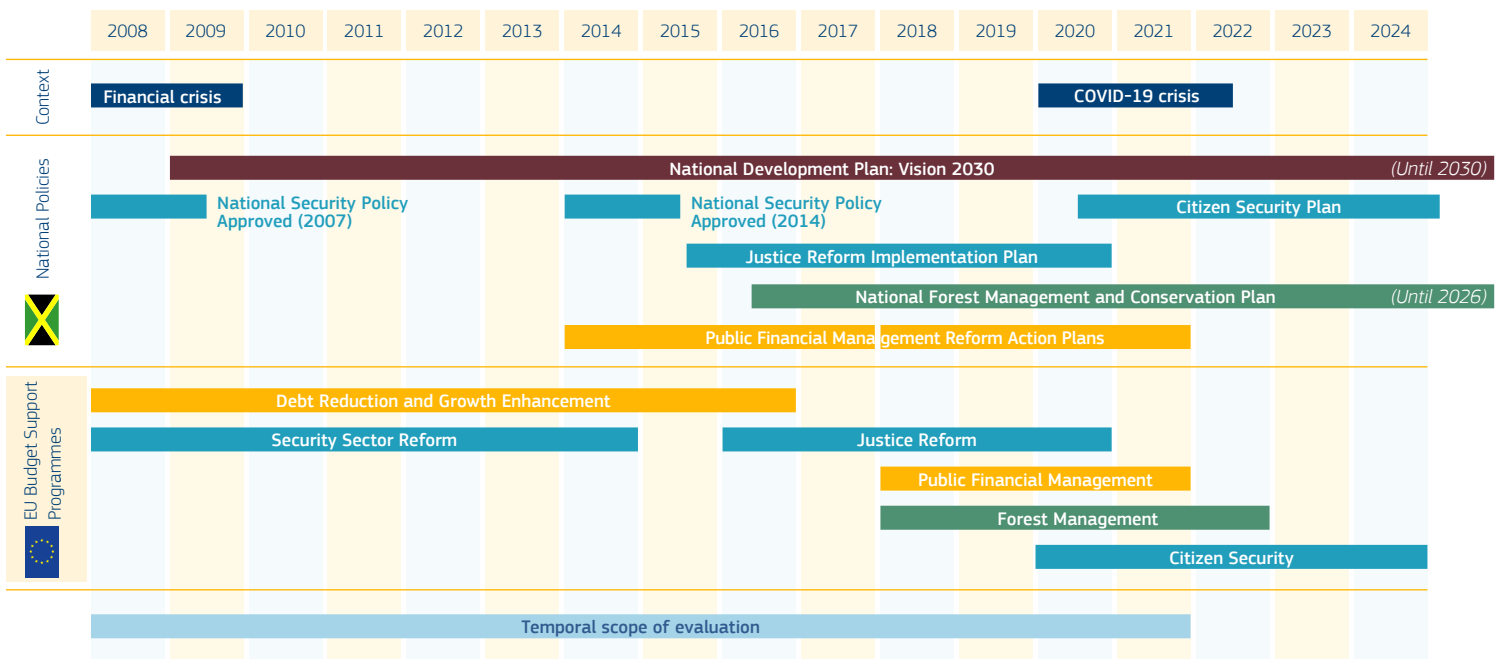 2008 2009 2010 2011 2012 2013 2014 2015 2016 2017 2018 2019 2020 2021 2022 2023 2024
Context
Financial crisis
COVID-19 crisis
National Policies
National Development Plan: Vision 2030
(Until 2030)
National Security Policy
Approved (2007)
National Security Policy
Approved (2014)
Citizen Security Plan
Justice Reform Implementation Plan
National Forest Management and Conservation Plan
(Until 2026)
Public Financial Management Reform Action Plans
EU Budget Support
Programmes
Debt Reduction and Growth Enhancement
Security Sector Reform
Justice Reform
Public Financial Management
Forest Management
Citizen Security
Temporal scope of evaluation